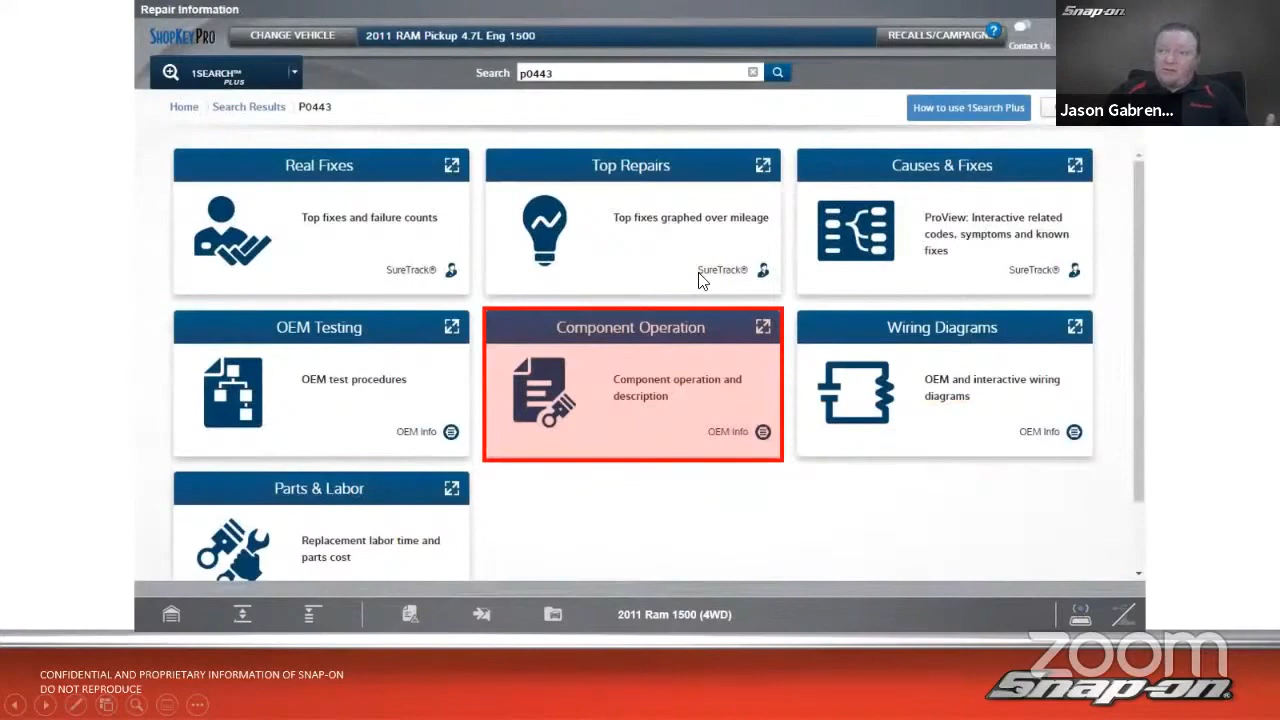 Repair Information
SHOPKEYPRO
CHANGE VEHICLE
2011 RAM Pickup 4.7L Eng 1500
RECALLS/CAMPAIGN
?
Contact Us
Snap-on
Jason Gabren...
1SEARCH™
PLUS
Search
p0443
Home
Search Results
P0443
How to use 1Search Plus
Real Fixes
Top fixes and failure counts
SureTrack®
Top Repairs
Top fixes graphed over mileage
SureTrack®
Causes & Fixes
ProView: Interactive related
codes, symptoms and known
fixes
SureTrack®
OEM Testing
OEM test procedures
OEM Info
Component Operation
Component operation and
description
OEM Info
Wiring Diagrams
OEM and interactive wiring
diagrams
OEM Info
Parts & Labor
Replacement labor time and
parts cost
2011 Ram 1500 (4WD)
CONFIDENTIAL AND PROPRIETARY INFORMATION OF SNAP-ON
DO NOT REPRODUCE
zoom
Snap-on®